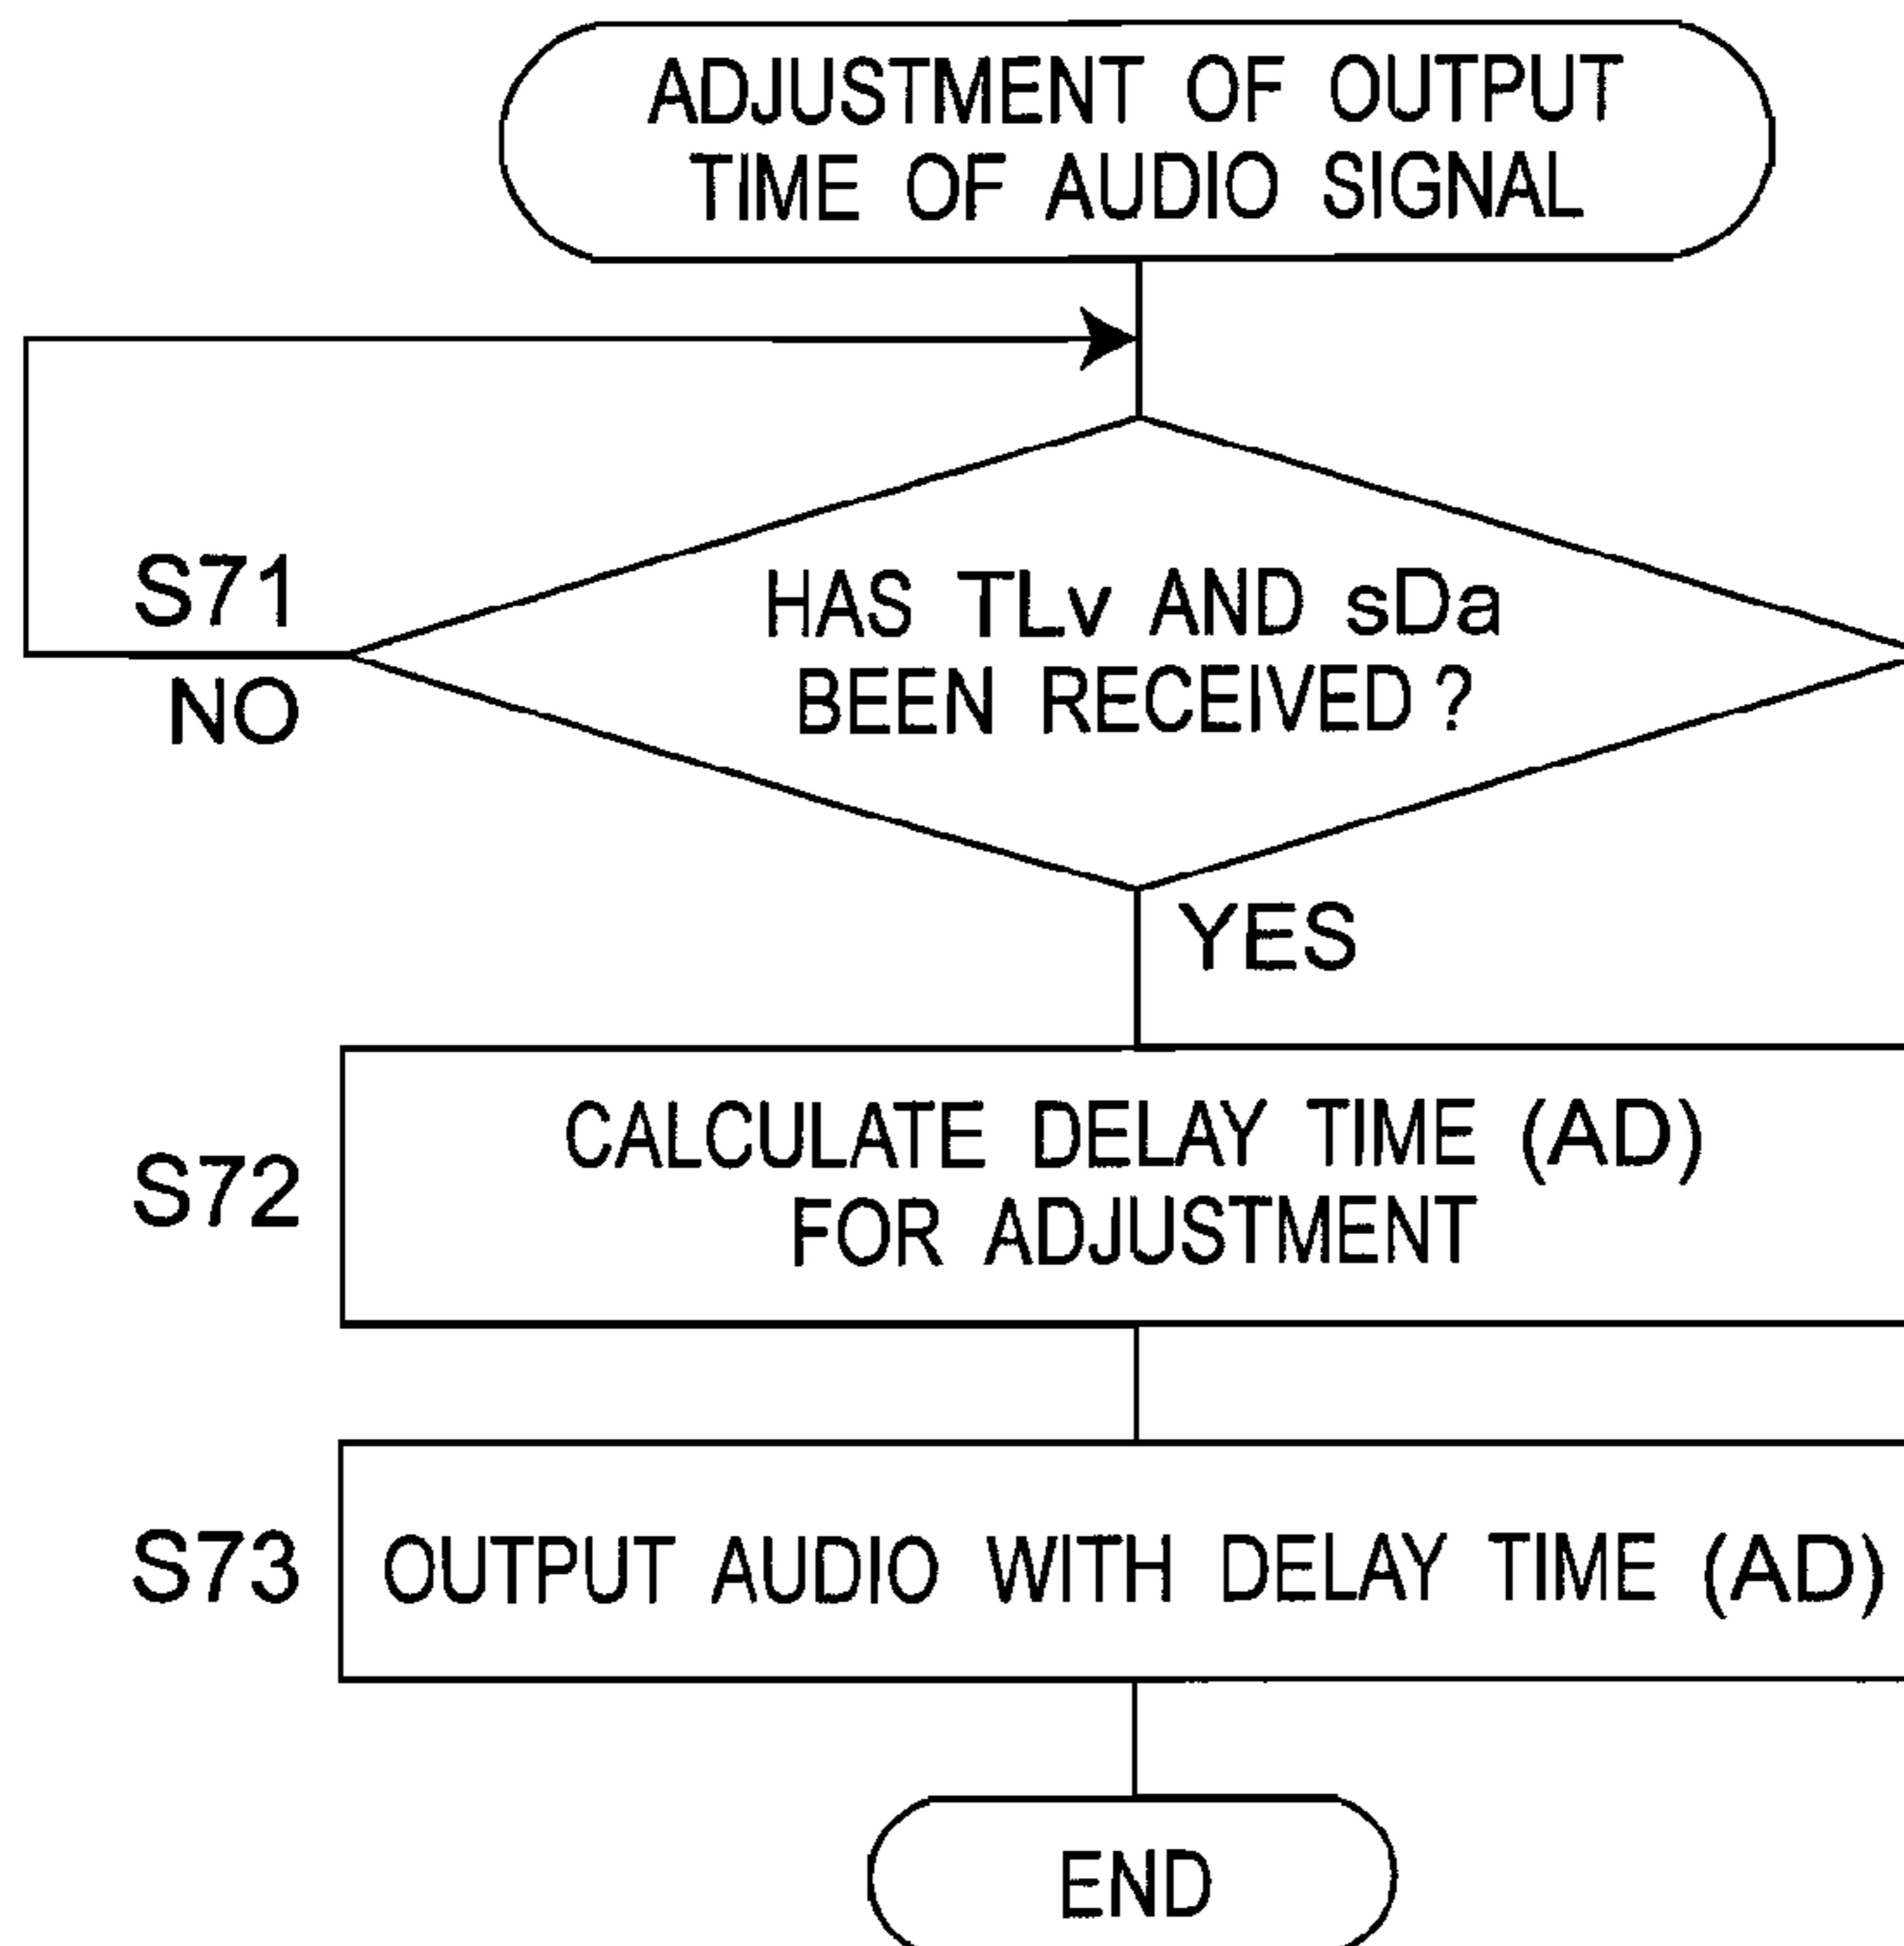 ADJUSTMENT OF OUTPUT
TIME OF AUDIO SIGNAL
S71
HAS TLv AND sDa
BEEN RECEIVED?
NO
YES
S72
CALCULATE DELAY TIME (AD)
FOR ADJUSTMENT
S73
OUTPUT AUDIO WITH DELAY TIME (AD)
END